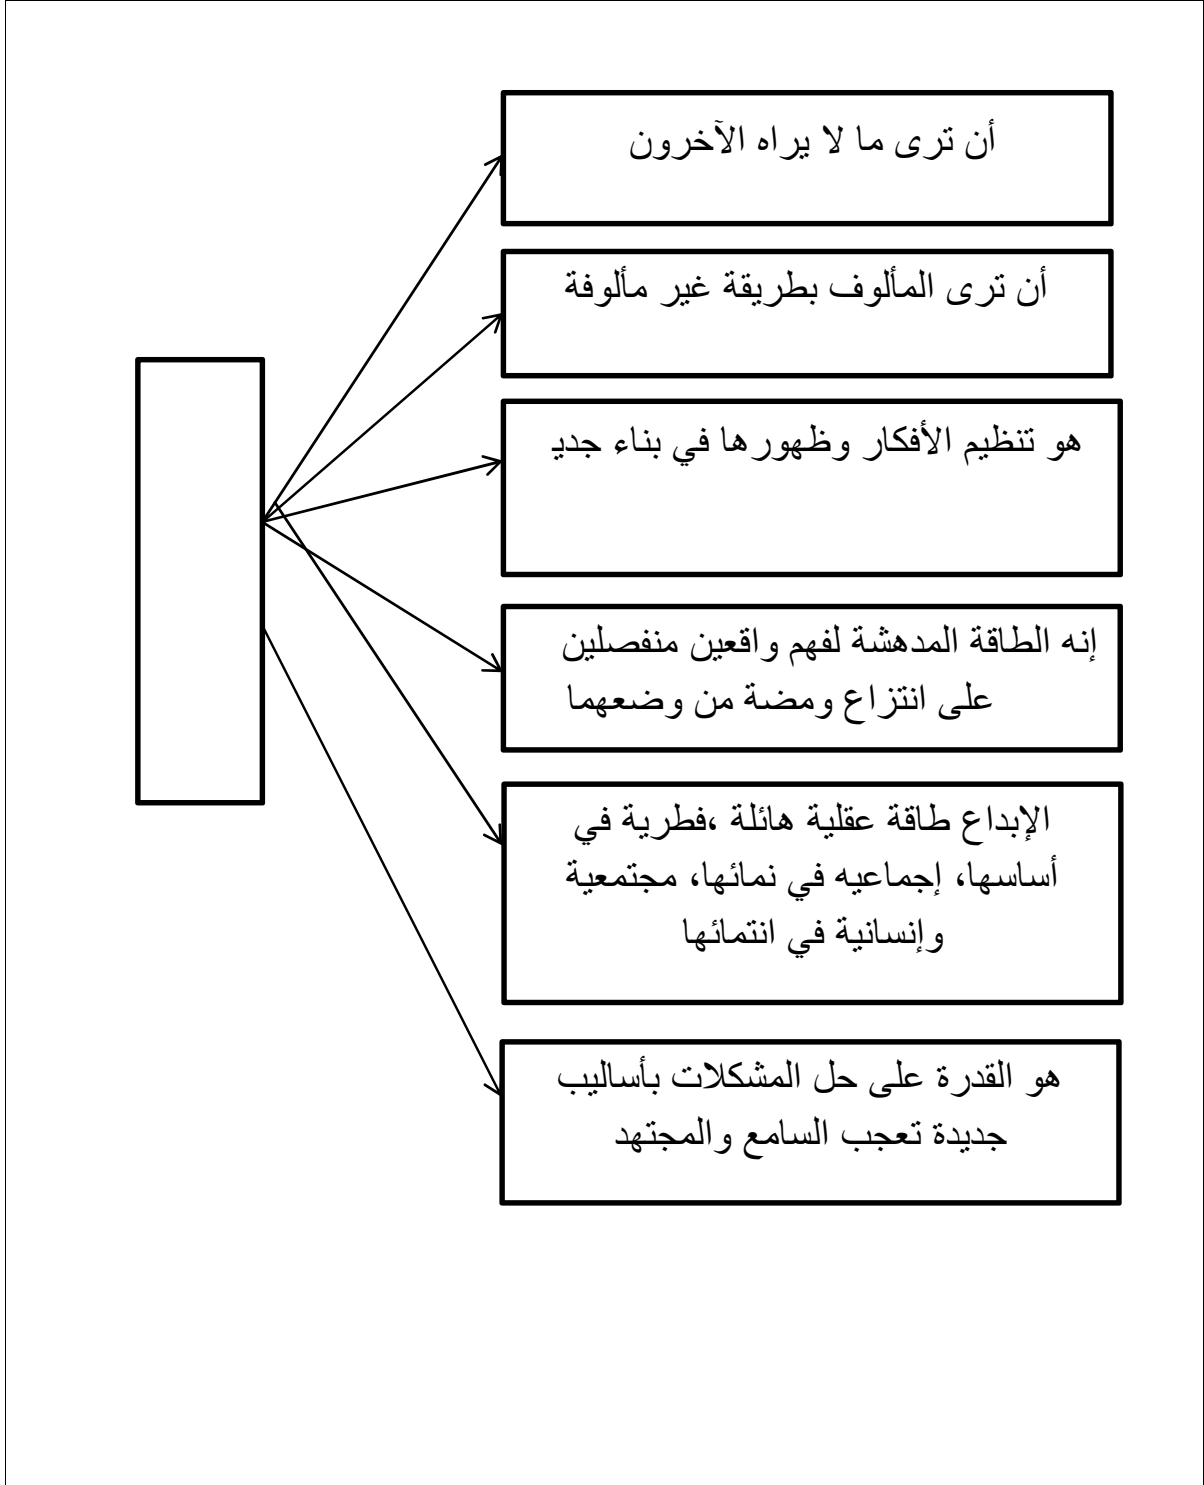 أن ترى ما لا يراه الآخرون
أن ترى المألوف بطريقة غير مألوفة
هو تنظيم الأفكار وظهورها في بناء جديـ
إنه الطاقة المدهشة لفهم واقعين منفصلين
على انتزاع ومضة من وضعهما
الإبداع طاقة عقلية هائلة ،فطرية في
أساسها، إجماعيه في نمائها، مجتمعية
وإنسانية في انتمائها
هو القدرة على حل المشكلات بأساليب
جديدة تعجب السامع والمجتهد